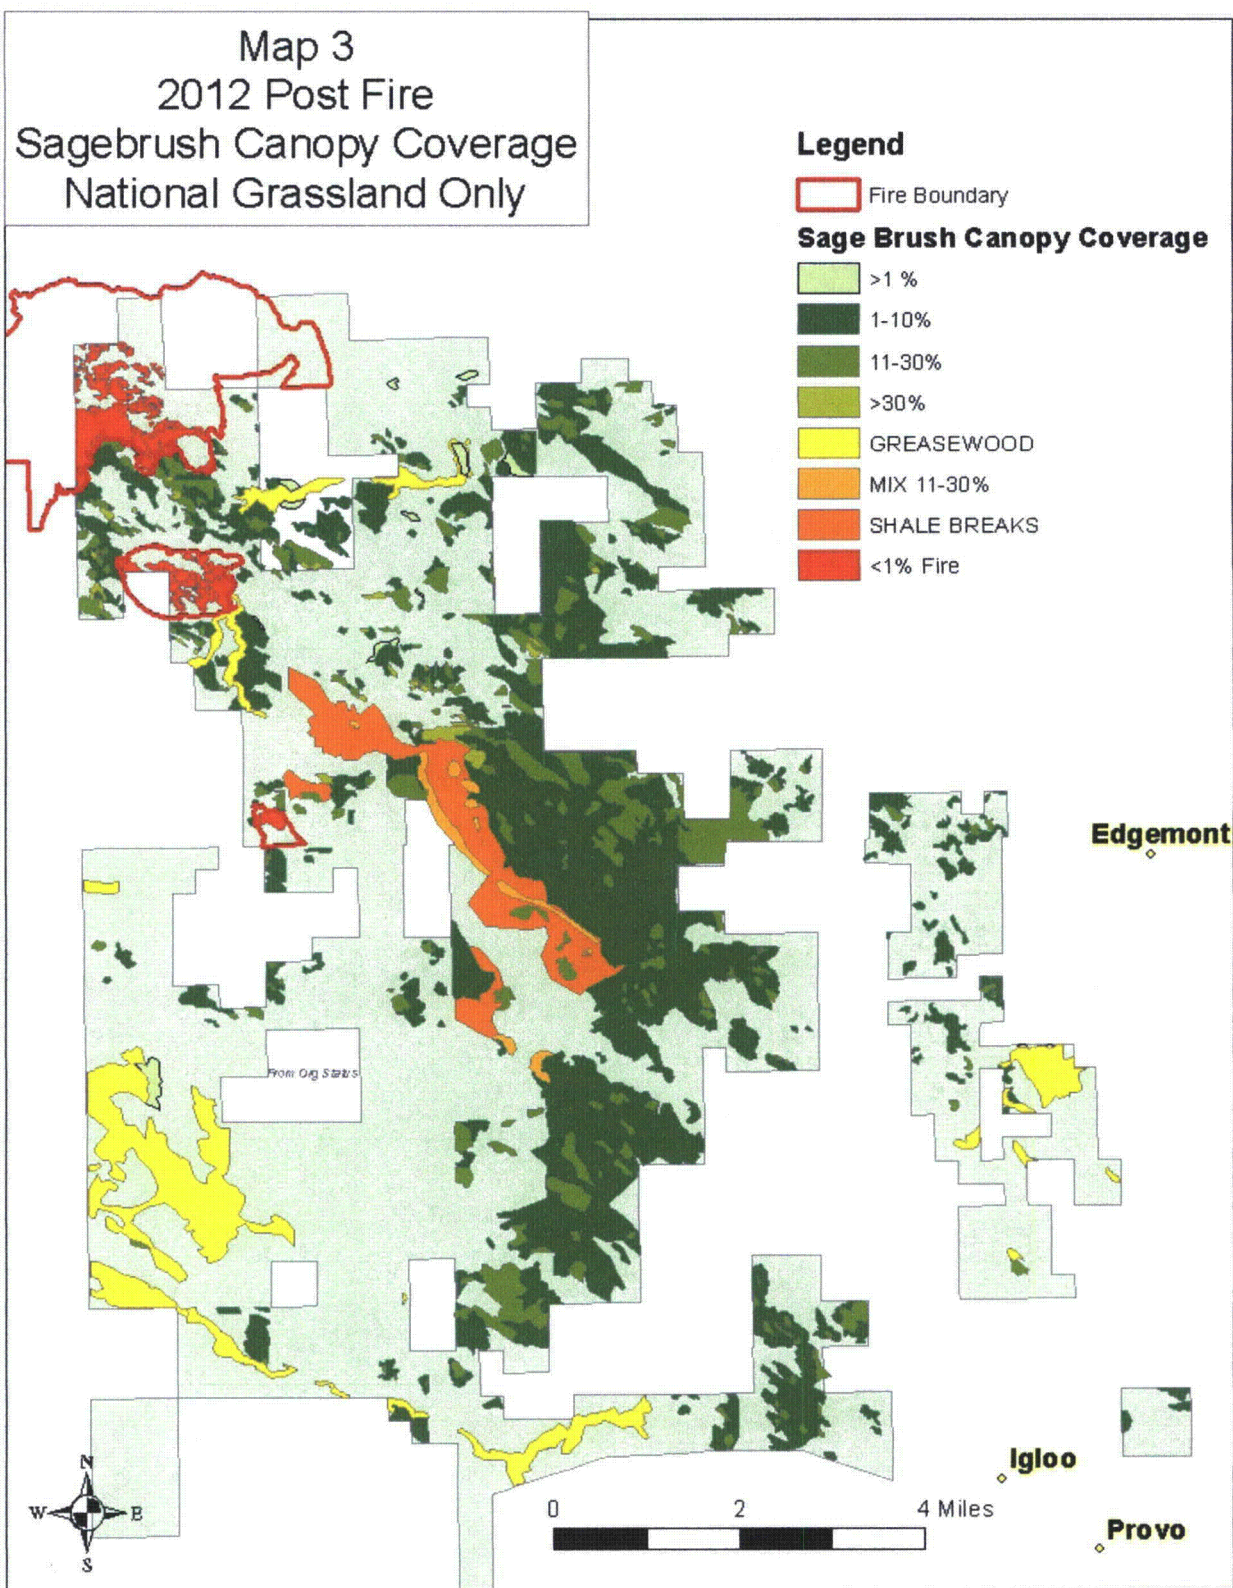 Map 3
2012 Post Fire
Sagebrush Canopy Coverage
National Grassland Only
Legend
Fire Boundary
Sage Brush Canopy Coverage
>1 %
1-10%
11-30%
>30%
GREASEWOOD
MIX 11-30%
SHALE BREAKS
<1% Fire
Edgemont
From Org Status
Igloo
Provo
N
W E
S
0 2 4 Miles